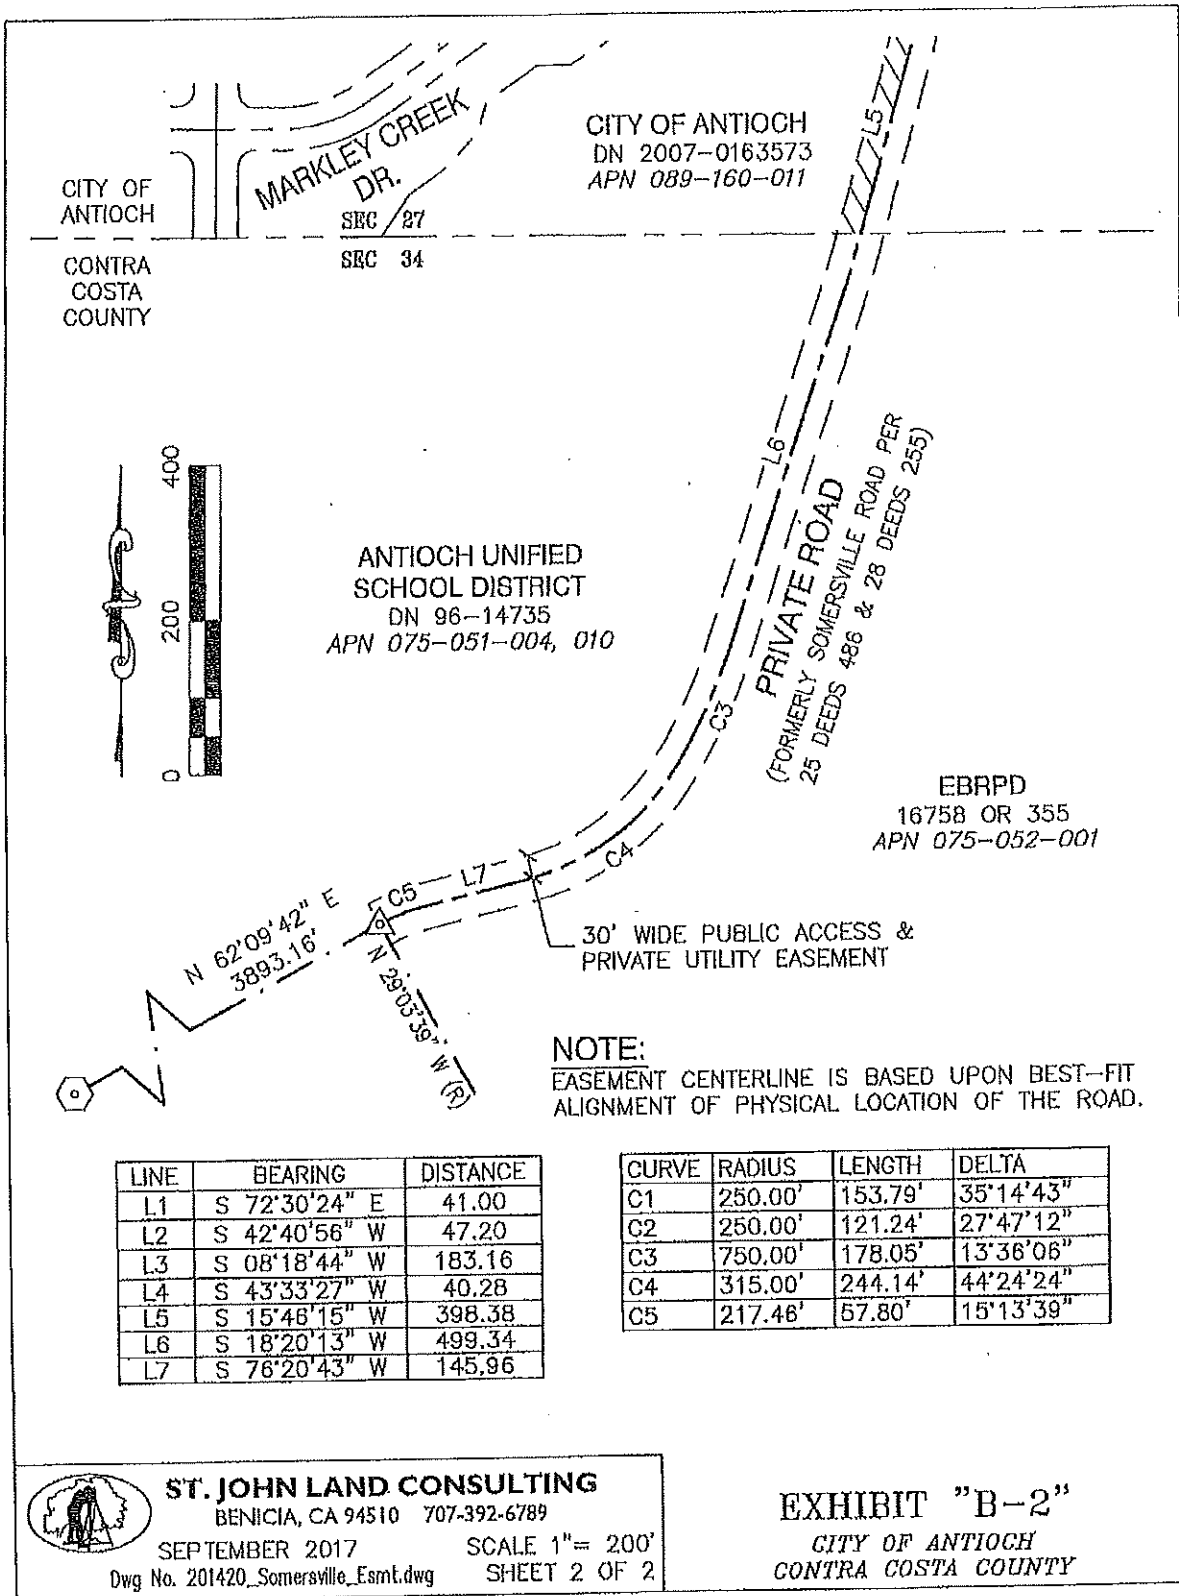 CITY OF ANTIOCH
DN 2007-0163573
APN 089-160-011
L5
MARKLEY CREEK
DR.
CITY OF
ANTIOCH
SEC 27
SEC 34
CONTRA
COSTA
COUNTY
L6
PRIVATE ROAD
(FORMERLY SOMERSVILLE ROAD PER
25 DEEDS 486 & 28 DEEDS 255)
400
200
0
ANTIOCH UNIFIED
SCHOOL DISTRICT
DN 96-14735
APN 075-051-004, 010
C3
EBRPD
16758 OR 355
APN 075-052-001
C4
L7
C5
N 62°09'42" E
3893.16'
30' WIDE PUBLIC ACCESS &
PRIVATE UTILITY EASEMENT
N 29°03'39" W (R)
NOTE:
EASEMENT CENTERLINE IS BASED UPON BEST-FIT
ALIGNMENT OF PHYSICAL LOCATION OF THE ROAD.
LINE BEARING DISTANCE
L1 S 72°30'24" E 41.00
L2 S 42°40'56" W 47.20
L3 S 08°18'44" W 183.16
L4 S 43°33'27" W 40.28
L5 S 15°46'15" W 398.38
L6 S 18°20'13" W 499.34
L7 S 76°20'43" W 145.96
CURVE RADIUS LENGTH DELTA
C1 250.00' 153.79' 35°14'43"
C2 250.00' 121.24' 27°47'12"
C3 750.00' 178.05' 13°36'06"
C4 315.00' 244.14' 44°24'24"
C5 217.46' 57.80' 15°13'39"
ST. JOHN LAND CONSULTING
BENICIA, CA 94510 707-392-6789
SEPTEMBER 2017 SCALE 1"= 200'
Dwg No. 201420_Somersville_Esmt.dwg SHEET 2 OF 2
EXHIBIT "B-2"
CITY OF ANTIOCH
CONTRA COSTA COUNTY